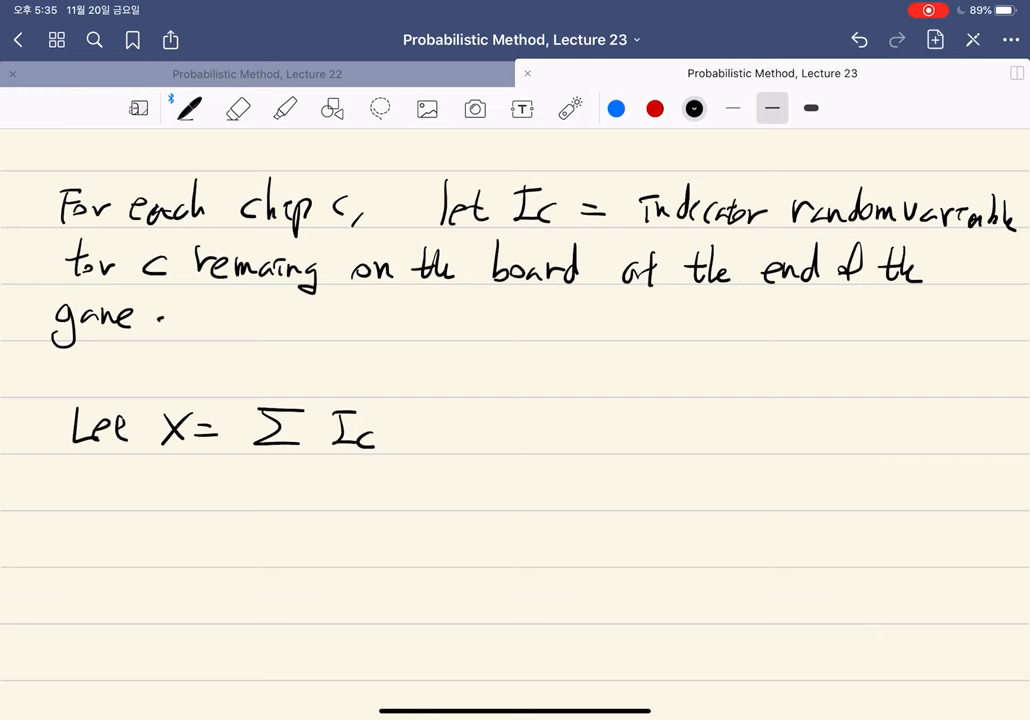 오후 5:35 11월 20일 금요일 89%
Probabilistic Method, Lecture 23
Probabilistic Method, Lecture 22
Probabilistic Method, Lecture 23
For each chip c, let Ic = indicator random variable
for c remaing on the board at the end of the
game.
Let X = Σ Ic